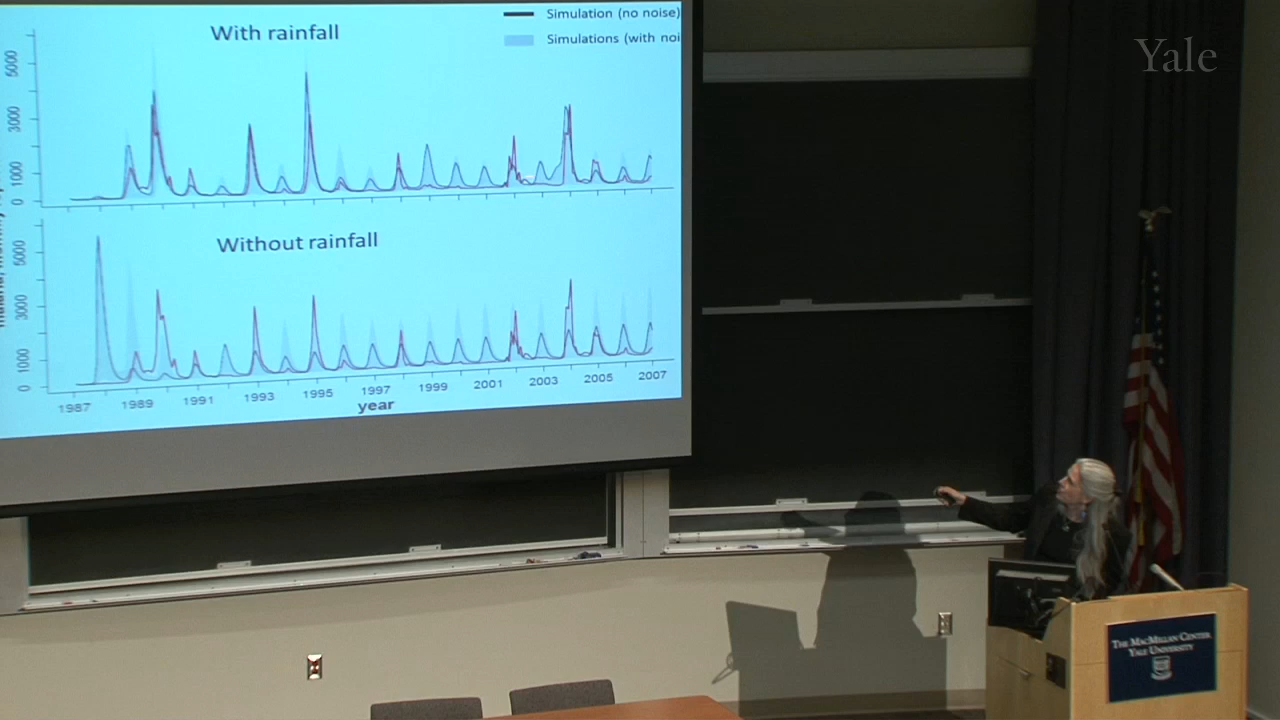 With rainfall
Simulation (no noise)
Simulations (with noi
Yale
5000
3000
1000
0
Without rainfall
5000
3000
1000
0
1987 1989 1991 1993 1995 1997 1999 2001 2003 2005 2007
year
THE MACMILLAN CENTER
YALE UNIVERSITY